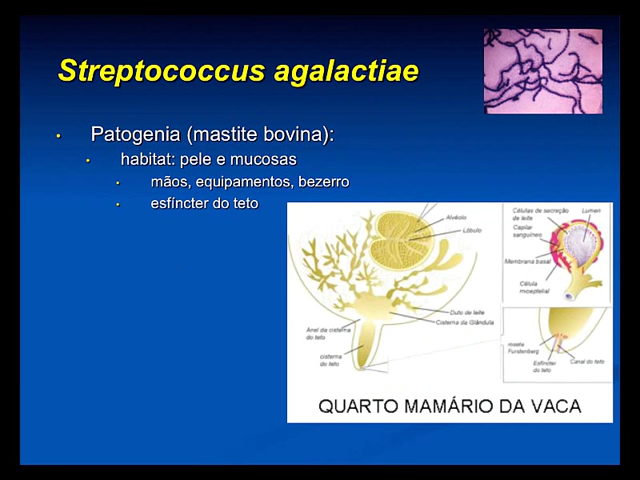 Streptococcus agalactiae
• Patogenia (mastite bovina):
• habitat: pele e mucosas
• mãos, equipamentos, bezerro
• esfíncter do teto
Alvéolo
Lóbulo
Duto de leite
Cisterna da Glândula
Anel da cisterna
do teto
cisterna
do teto
Células de secreção
de leite
Lumen
Capilar
sanguíneo
Membrana basal
Célula
mioepitelial
roseta
Furstenberg
Esfíncter
do teto
Canal do teto
QUARTO MAMÁRIO DA VACA